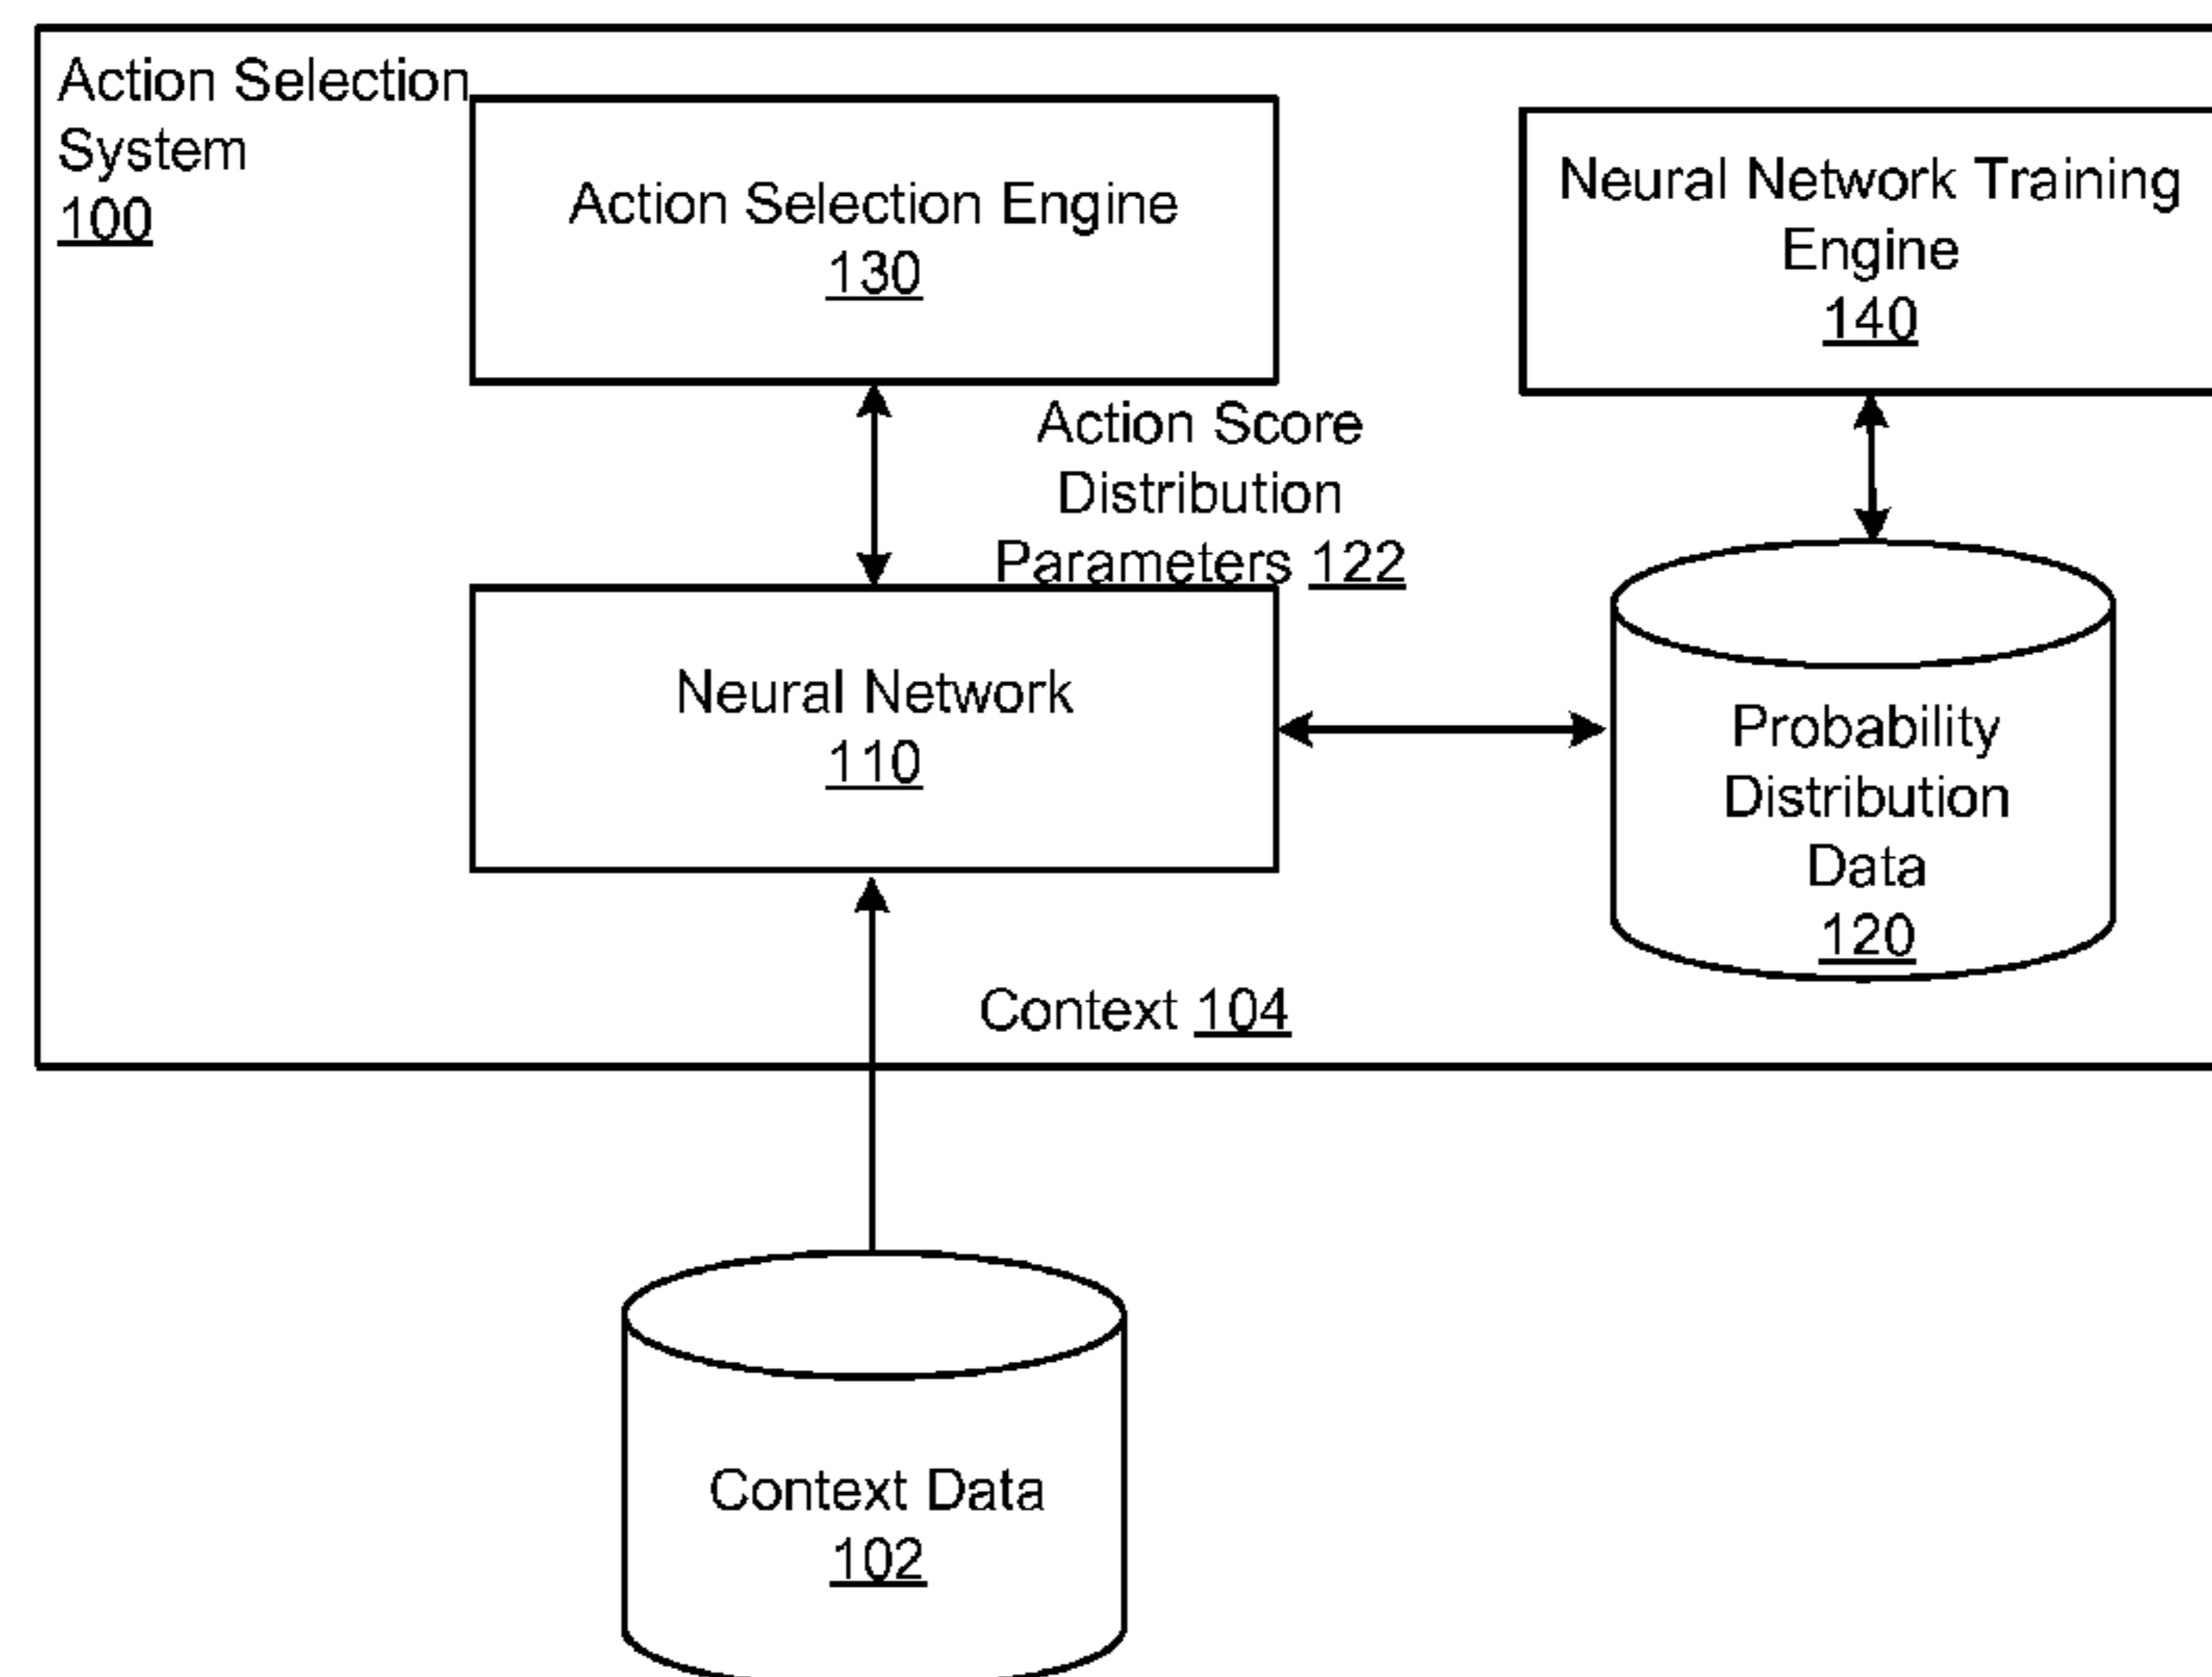 Action Selection
System
100
Action Selection Engine
130
Neural Network Training
Engine
140
Action Score
Distribution
Parameters 122
Neural Network
110
Probability
Distribution
Data
120
Context 104
Context Data
102